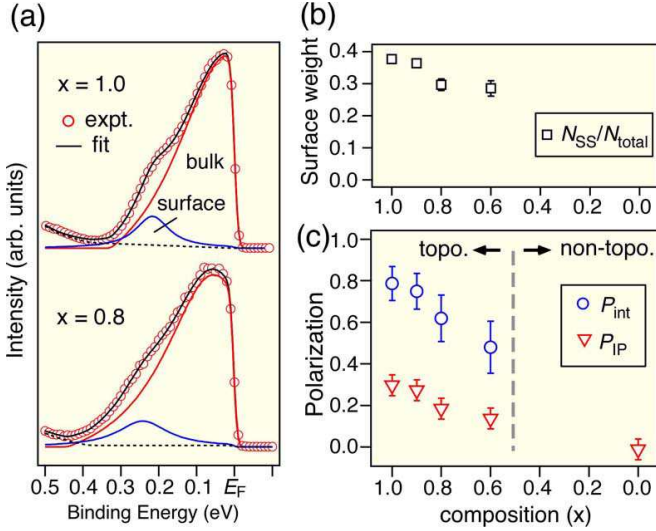 (a)
x = 1.0
expt.
fit
bulk
surface
x = 0.8
Intensity (arb. units)
0.5 0.4 0.3 0.2 0.1 EF
Binding Energy (eV)
(b)
Surface weight
0.4
0.3
0.2
0.1
0.0
NSS/Ntotal
1.0 0.8 0.6 0.4 0.2 0.0
(c)
topo. non-topo.
Polarization
1.0
0.8
0.6
0.4
0.2
0.0
Pint
PIP
1.0 0.8 0.6 0.4 0.2 0.0
composition (x)